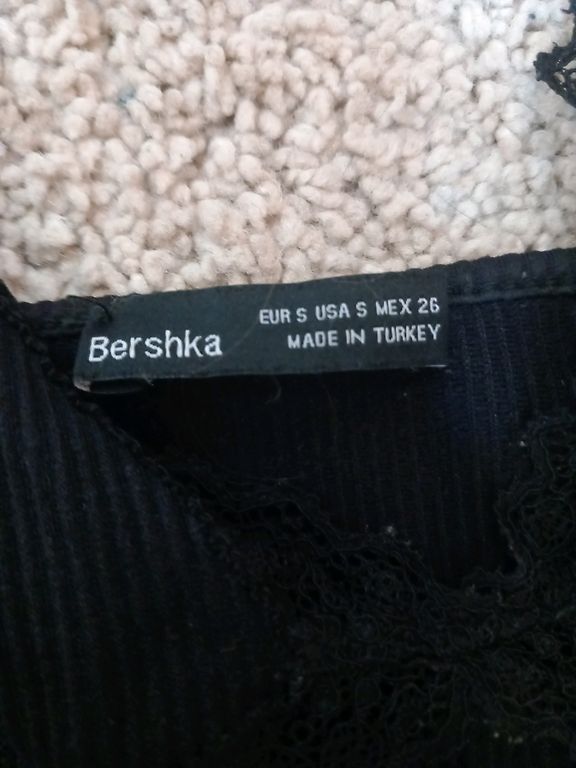 Bershka
EUR S USA S MEX 26
MADE IN TURKEY